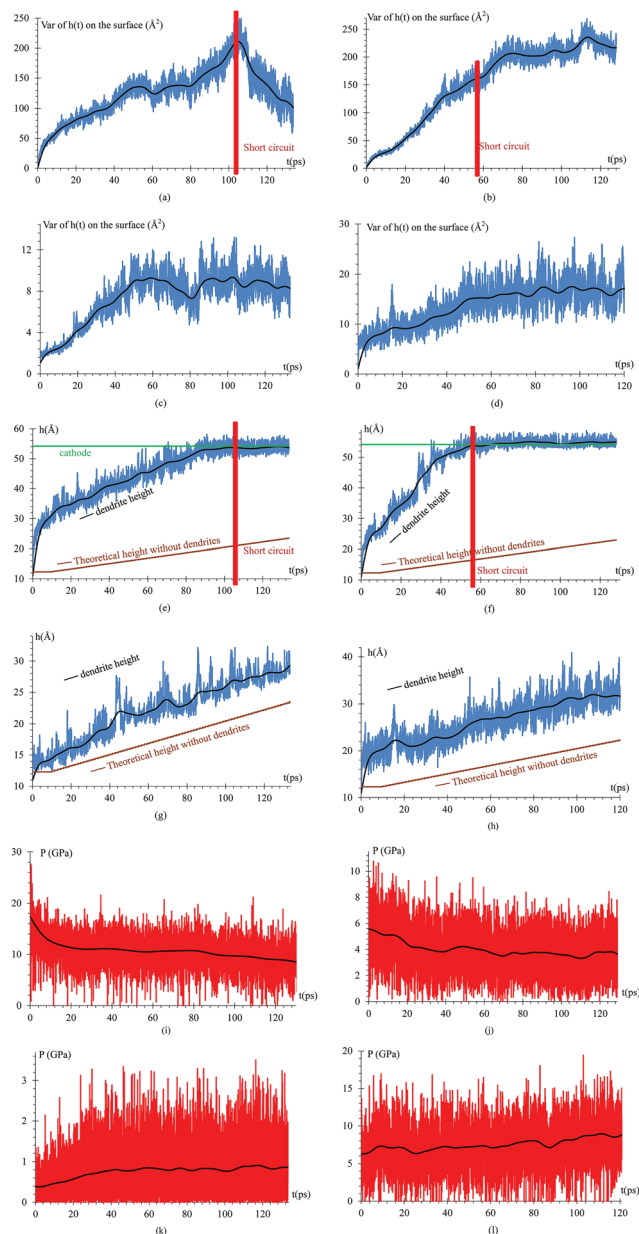 Var of h(t) on the surface (Å²)
250
200
150
100
50
0
0 20 40 60 80 100 120
t(ps)
Short circuit
(a)
Var of h(t) on the surface (Å²)
250
200
150
100
50
0
0 20 40 60 80 100 120
t(ps)
Short circuit
(b)
Var of h(t) on the surface (Å²)
12
8
4
0
0 20 40 60 80 100 120
t(ps)
(c)
Var of h(t) on the surface (Å²)
30
20
10
0
0 20 40 60 80 100 120
t(ps)
(d)
h(Å)
60
50
40
30
20
10
0 20 40 60 80 100 120
t(ps)
cathode
dendrite height
Theoretical height without dendrites
Short circuit
(e)
h(Å)
50
40
30
20
10
0 20 40 60 80 100 120
t(ps)
dendrite height
Theoretical height without dendrites
Short circuit
(f)
h(Å)
30
25
20
15
10
0 20 40 60 80 100 120
t(ps)
dendrite height
Theoretical height without dendrites
(g)
h(Å)
40
30
20
10
0 20 40 60 80 100 120
t(ps)
dendrite height
Theoretical height without dendrites
(h)
P (GPa)
30
20
10
0
0 20 40 60 80 100 120
t(ps)
(i)
P (GPa)
10
8
6
4
2
0
0 20 40 60 80 100 120
t(ps)
(j)
P (GPa)
3
2
1
0
0 20 40 60 80 100 120
t(ps)
(k)
P (GPa)
20
15
10
5
0
0 20 40 60 80 100 120
t(ps)
(l)